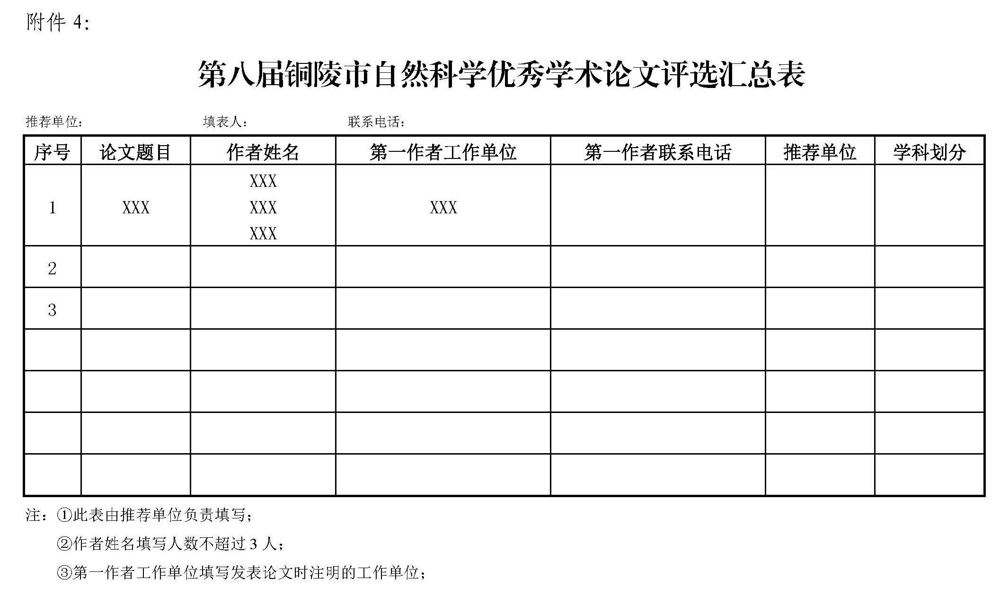 附件 4：
第八届铜陵市自然科学优秀学术论文评选汇总表
推荐单位： 填表人： 联系电话：
序号 论文题目 作者姓名 第一作者工作单位 第一作者联系电话 推荐单位 学科划分
XXX
1 XXX XXX XXX
XXX
2
3
注：①此表由推荐单位负责填写；
②作者姓名填写人数不超过 3 人；
③第一作者工作单位填写发表论文时注明的工作单位；